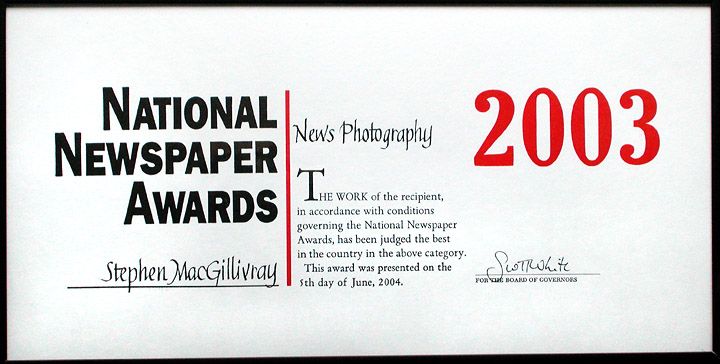 NATIONAL
NEWSPAPER
AWARDS
Stephen MacGillivray
News Photography
THE WORK of the recipient,
in accordance with conditions
governing the National Newspaper
Awards, has been judged the best
in the country in the above category.
This award was presented on the
5th day of June, 2004.
2003
Scott White
FOR THE BOARD OF GOVERNORS